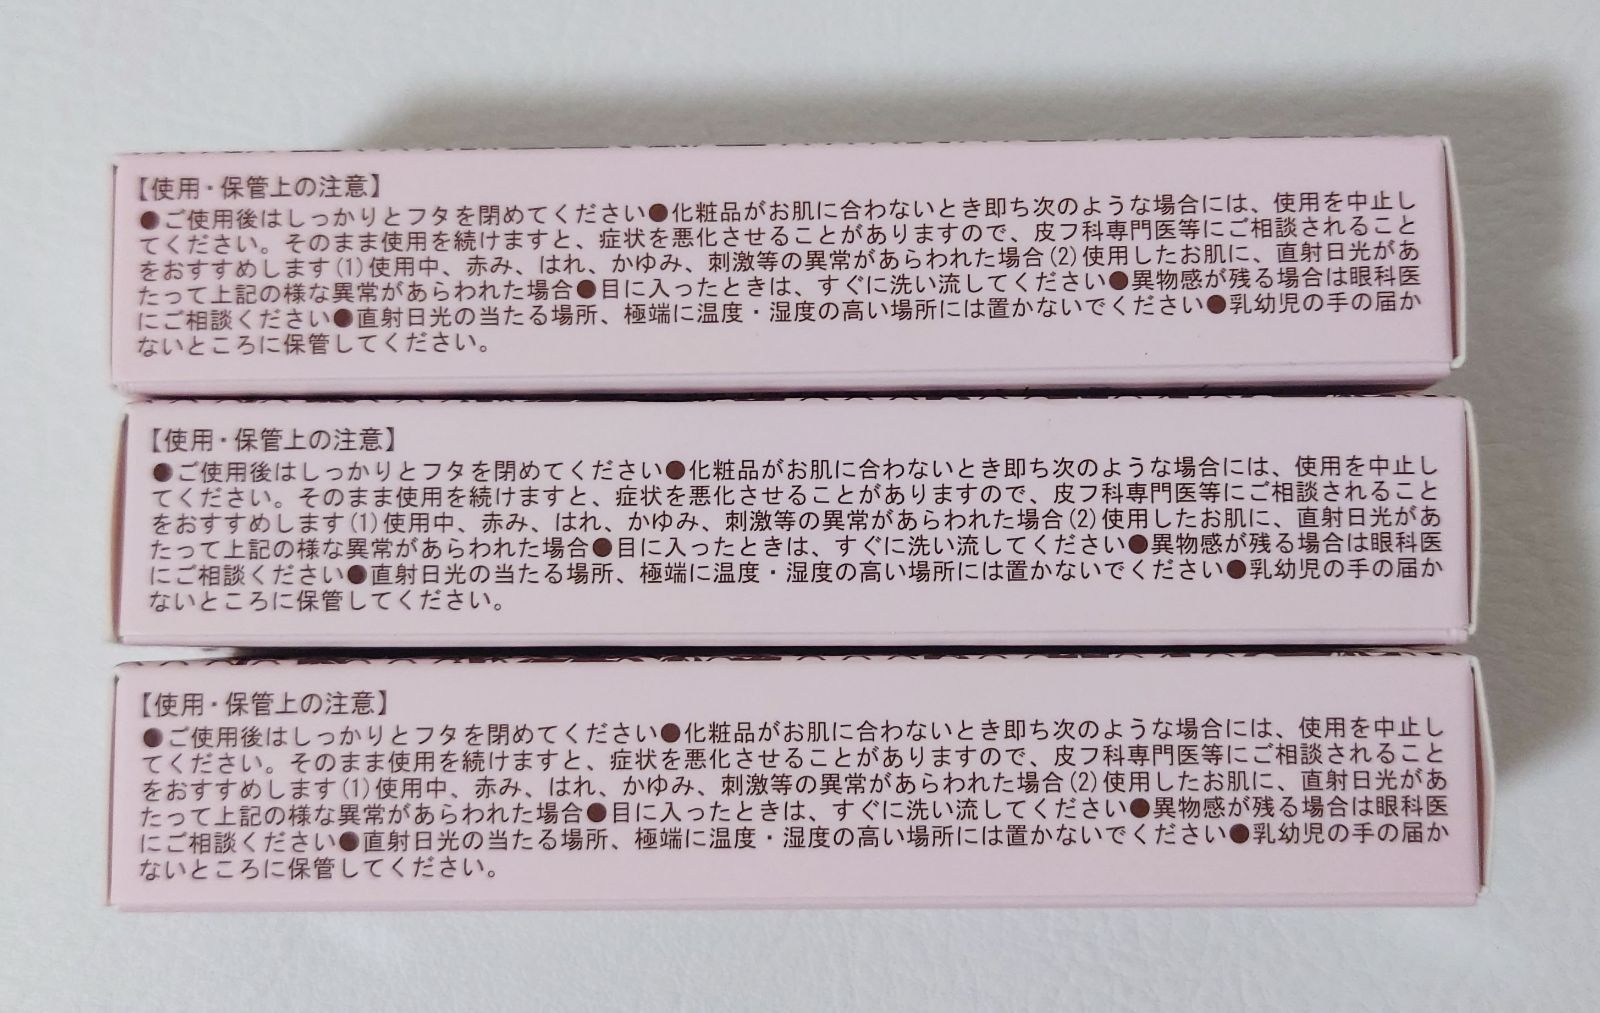 【使用・保管上の注意】
●ご使用後はしっかりとフタを閉めてください●化粧品がお肌に合わないとき即ち次のような場合には、使用を中止し
てください。そのまま使用を続けますと、症状を悪化させることがありますので、皮フ科専門医等にご相談されること
をおすすめします(1)使用中、赤み、はれ、かゆみ、刺激等の異常があらわれた場合(2)使用したお肌に、直射日光があ
たって上記の様な異常があらわれた場合●目に入ったときは、すぐに洗い流してください●異物感が残る場合は眼科医
にご相談ください●直射日光の当たる場所、極端に温度・湿度の高い場所には置かないでください●乳幼児の手の届か
ないところに保管してください。
【使用・保管上の注意】
●ご使用後はしっかりとフタを閉めてください●化粧品がお肌に合わないとき即ち次のような場合には、使用を中止し
てください。そのまま使用を続けますと、症状を悪化させることがありますので、皮フ科専門医等にご相談されること
をおすすめします(1)使用中、赤み、はれ、かゆみ、刺激等の異常があらわれた場合(2)使用したお肌に、直射日光があ
たって上記の様な異常があらわれた場合●目に入ったときは、すぐに洗い流してください●異物感が残る場合は眼科医
にご相談ください●直射日光の当たる場所、極端に温度・湿度の高い場所には置かないでください●乳幼児の手の届か
ないところに保管してください。
【使用・保管上の注意】
●ご使用後はしっかりとフタを閉めてください●化粧品がお肌に合わないとき即ち次のような場合には、使用を中止し
てください。そのまま使用を続けますと、症状を悪化させることがありますので、皮フ科専門医等にご相談されること
をおすすめします(1)使用中、赤み、はれ、かゆみ、刺激等の異常があらわれた場合(2)使用したお肌に、直射日光があ
たって上記の様な異常があらわれた場合●目に入ったときは、すぐに洗い流してください●異物感が残る場合は眼科医
にご相談ください●直射日光の当たる場所、極端に温度・湿度の高い場所には置かないでください●乳幼児の手の届か
ないところに保管してください。